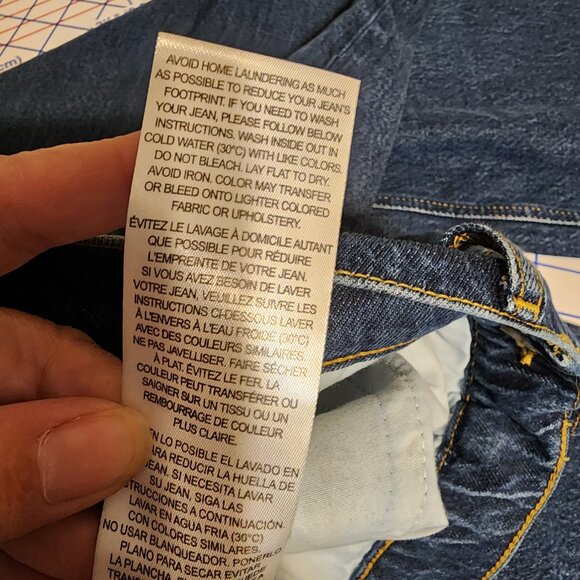 AVOID HOME LAUNDERING AS MUCH
AS POSSIBLE TO REDUCE YOUR JEAN'S
FOOTPRINT. IF YOU NEED TO WASH
YOUR JEAN, PLEASE FOLLOW BELOW
INSTRUCTIONS. WASH INSIDE OUT IN
COLD WATER (30°C) WITH LIKE COLORS.
DO NOT BLEACH. LAY FLAT TO DRY.
AVOID IRON. COLOR MAY TRANSFER
OR BLEED ONTO LIGHTER COLORED
FABRIC OR UPHOLSTERY.
ÉVITEZ LE LAVAGE À DOMICILE AUTANT
QUE POSSIBLE POUR RÉDUIRE
L'EMPREINTE DE VOTRE JEAN.
SI VOUS AVEZ BESOIN DE LAVER
VOTRE JEAN, VEUILLEZ SUIVRE LES
INSTRUCTIONS CI-DESSOUS LAVER
À L'ENVERS À L'EAU FROIDE (30°C)
AVEC DES COULEURS SIMILAIRES.
NE PAS JAVELLISER. FAIRE SÉCHER
À PLAT. ÉVITEZ LE FER. LA
COULEUR PEUT TRANSFÉRER OU
SAIGNER SUR UN TISSU OU UN
REMBOURRAGE DE COULEUR
PLUS CLAIRE.
EN LO POSIBLE EL LAVADO EN
PARA REDUCIR LA HUELLA DE
JEAN. SI NECESITA LAVAR
SU JEAN, SIGA LAS
STRUCCIONES A CONTINUACIÓN.
LAVAR EN AGUA FRIA (30°C)
CON COLORES SIMILARES.
NO USAR BLANQUEADOR. PONERLO
PLANO PARA SECAR EVITAR
LA PLANCHA.
(cm)